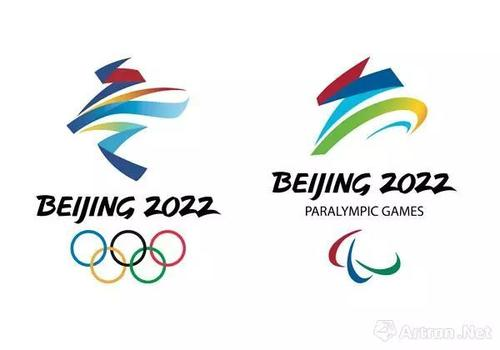 BEIJING 2022
BEIJING 2022
PARALYMPIC GAMES
Artron.Net